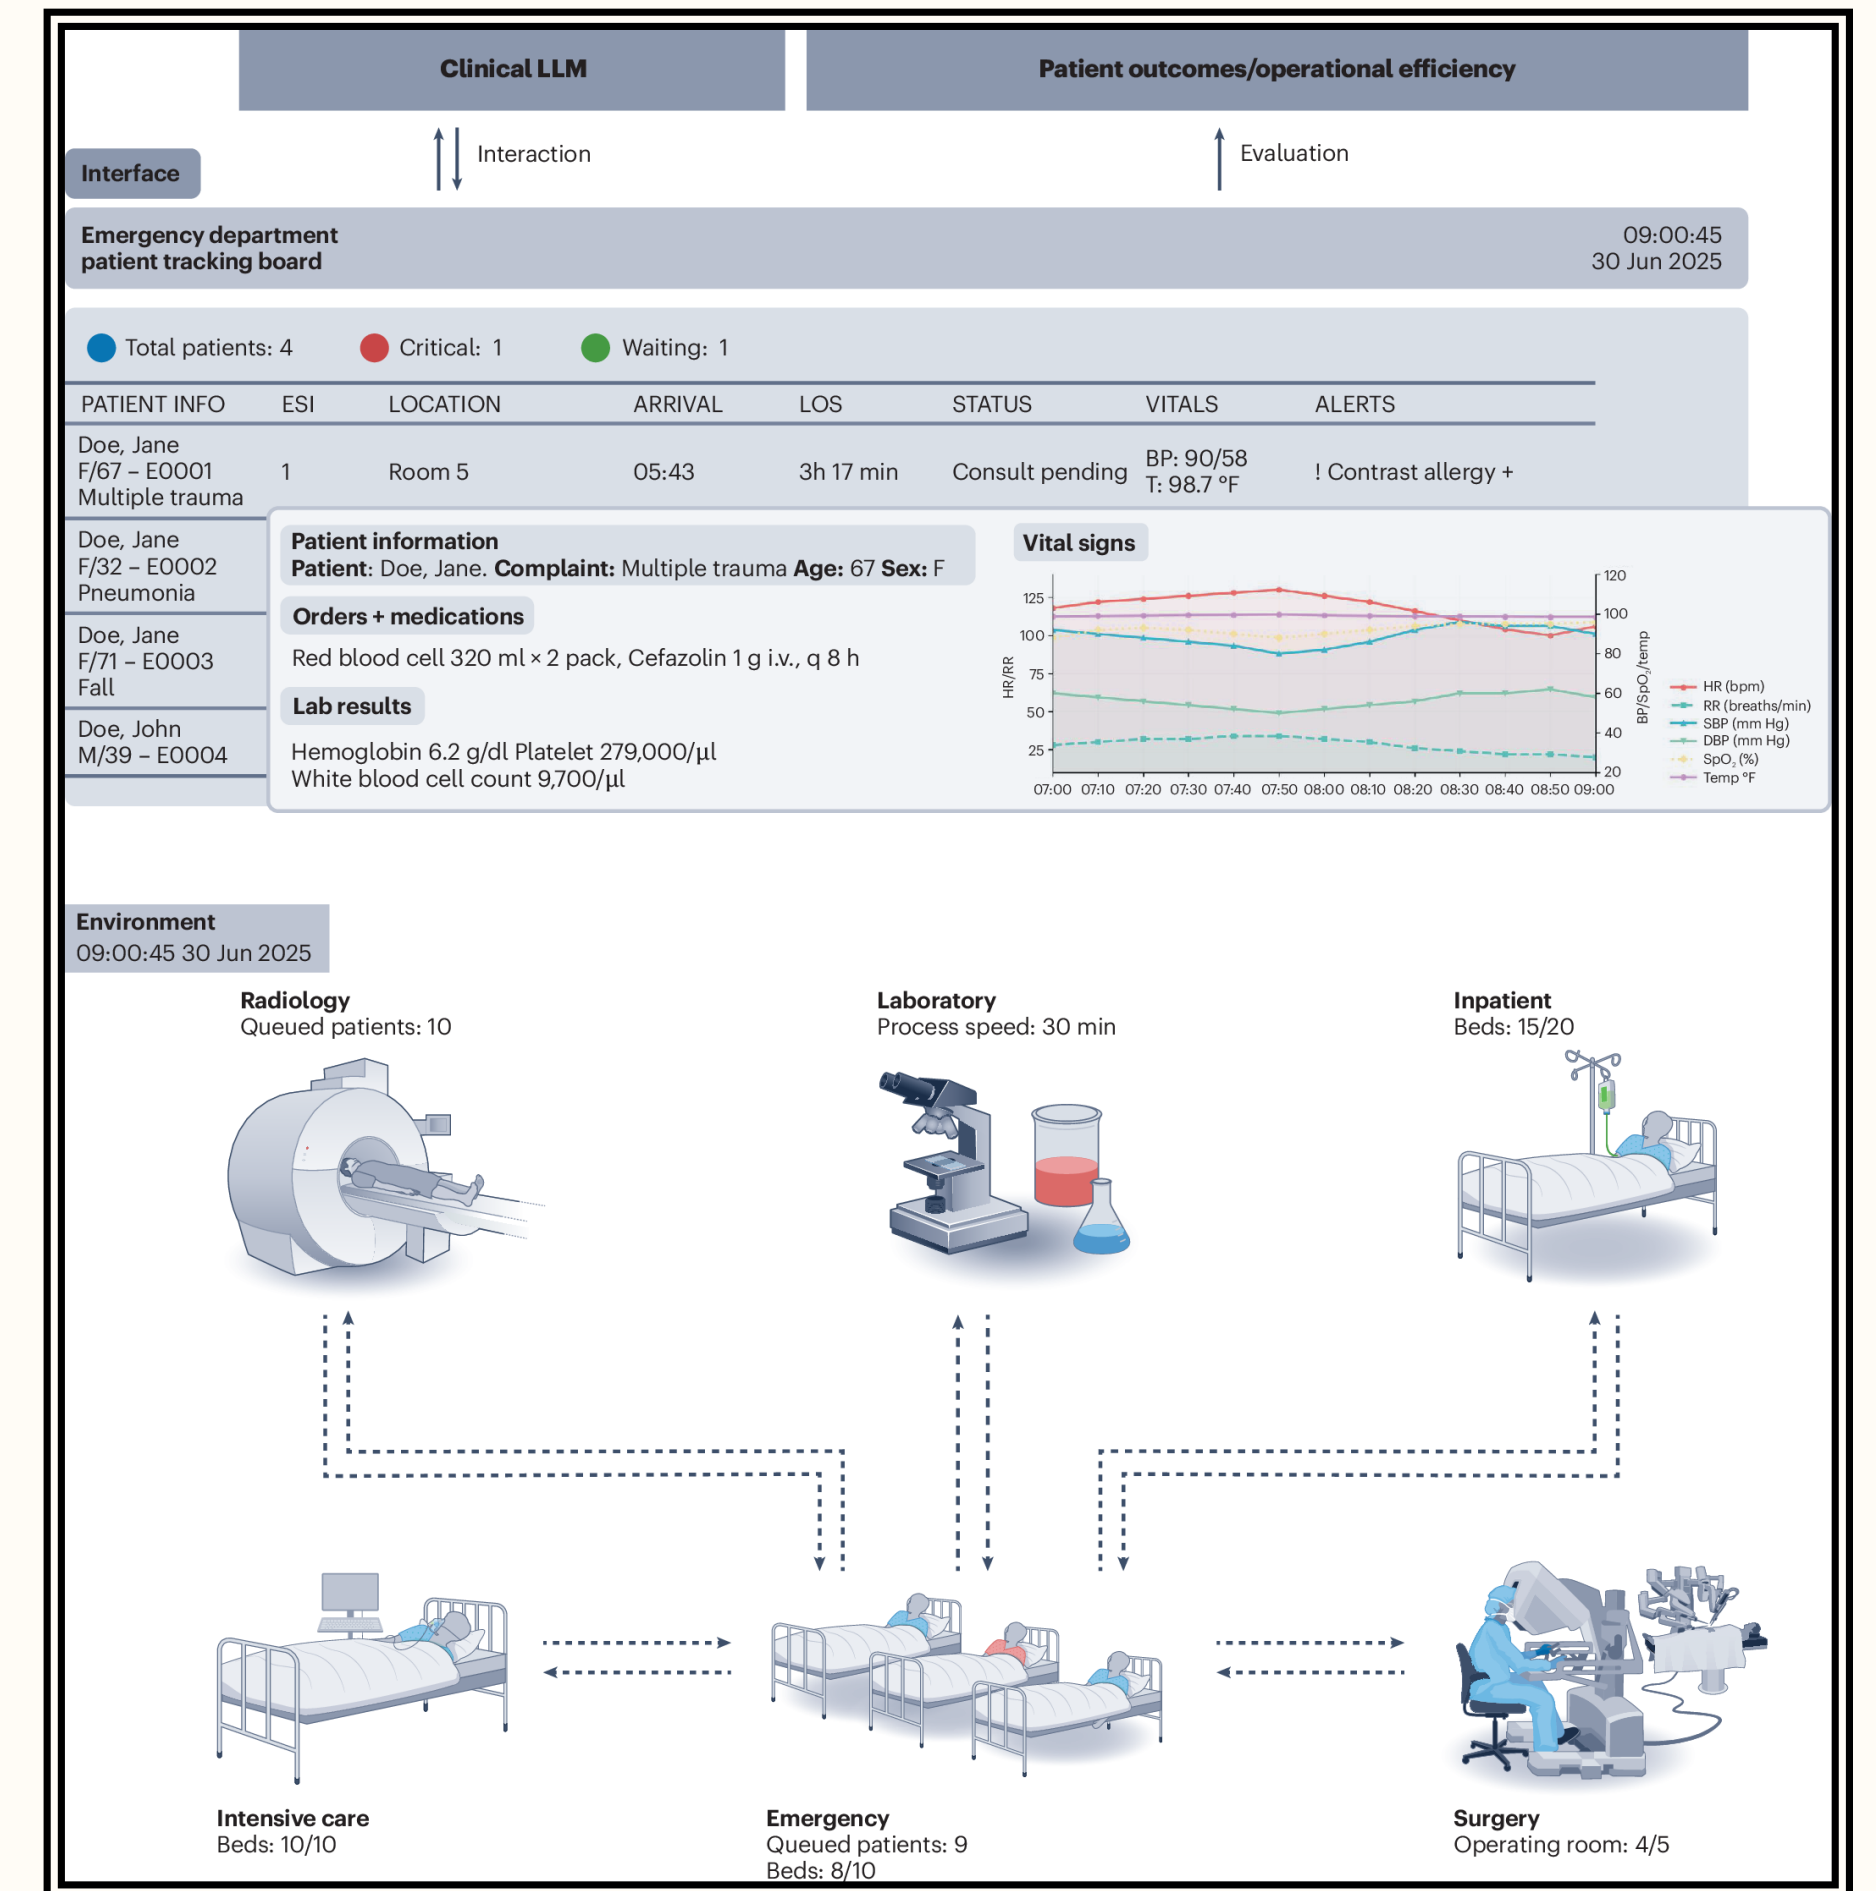 Clinical LLM
Patient outcomes/operational efficiency
Interaction
Evaluation
Interface
Emergency department
patient tracking board
09:00:45
30 Jun 2025
Total patients: 4
Critical: 1
Waiting: 1
PATIENT INFO ESI LOCATION ARRIVAL LOS STATUS VITALS ALERTS
Doe, Jane
F/67 – E0001
Multiple trauma
1
Room 5
05:43
3h 17 min
Consult pending
BP: 90/58
T: 98.7 °F
! Contrast allergy +
Doe, Jane
F/32 – E0002
Pneumonia
Doe, Jane
F/71 – E0003
Fall
Doe, John
M/39 – E0004
Patient information
Patient: Doe, Jane. Complaint: Multiple trauma Age: 67 Sex: F
Orders + medications
Red blood cell 320 ml × 2 pack, Cefazolin 1 g i.v., q 8 h
Lab results
Hemoglobin 6.2 g/dl Platelet 279,000/μl
White blood cell count 9,700/μl
Vital signs
125
100
75
50
25
HR/RR
120
100
80
60
40
20
BP/SpO₂/temp
07:00 07:10 07:20 07:30 07:40 07:50 08:00 08:10 08:20 08:30 08:40 08:50 09:00
HR (bpm)
RR (breaths/min)
SBP (mm Hg)
DBP (mm Hg)
SpO₂ (%)
Temp °F
Environment
09:00:45 30 Jun 2025
Radiology
Queued patients: 10
Laboratory
Process speed: 30 min
Inpatient
Beds: 15/20
Intensive care
Beds: 10/10
Emergency
Queued patients: 9
Beds: 8/10
Surgery
Operating room: 4/5